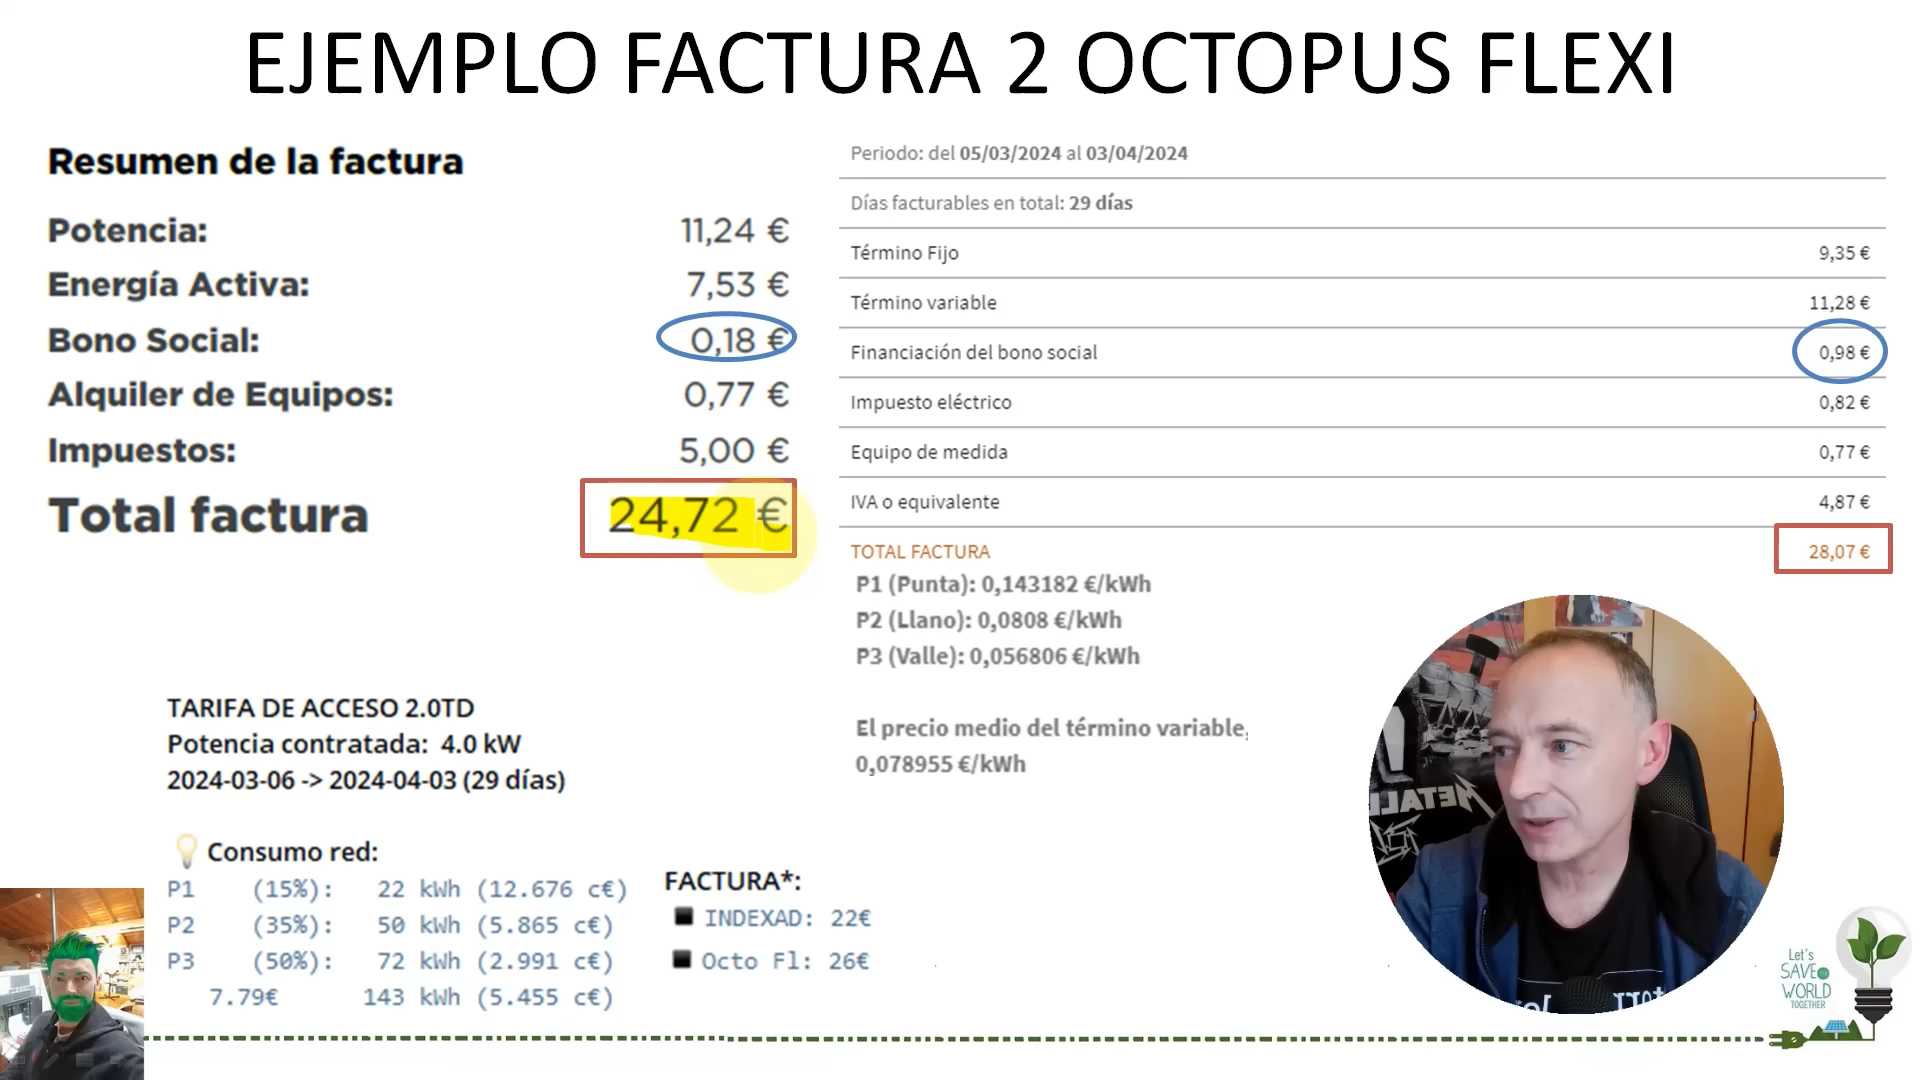 EJEMPLO FACTURA 2 OCTOPUS FLEXI
Resumen de la factura
Potencia: 11,24 €
Energía Activa: 7,53 €
Bono Social: 0,18 €
Alquiler de Equipos: 0,77 €
Impuestos: 5,00 €
Total factura 24,72 €
Periodo: del 05/03/2024 al 03/04/2024
Días facturables en total: 29 días
Término Fijo 9,35 €
Término variable 11,28 €
Financiación del bono social 0,98 €
Impuesto eléctrico 0,82 €
Equipo de medida 0,77 €
IVA o equivalente 4,87 €
TOTAL FACTURA 28,07 €
P1 (Punta): 0,143182 €/kWh
P2 (Llano): 0,0808 €/kWh
P3 (Valle): 0,056806 €/kWh
El precio medio del término variable,
0,078955 €/kWh
TARIFA DE ACCESO 2.0TD
Potencia contratada: 4.0 kW
2024-03-06 -> 2024-04-03 (29 días)
Consumo red:
P1 (15%): 22 kWh (12.676 c€)
P2 (35%): 50 kWh (5.865 c€)
P3 (50%): 72 kWh (2.991 c€)
7.79€ 143 kWh (5.455 c€)
FACTURA*:
INDEXAD: 22€
Octo Fl: 26€
Let's
SAVE THE
WORLD
TOGETHER